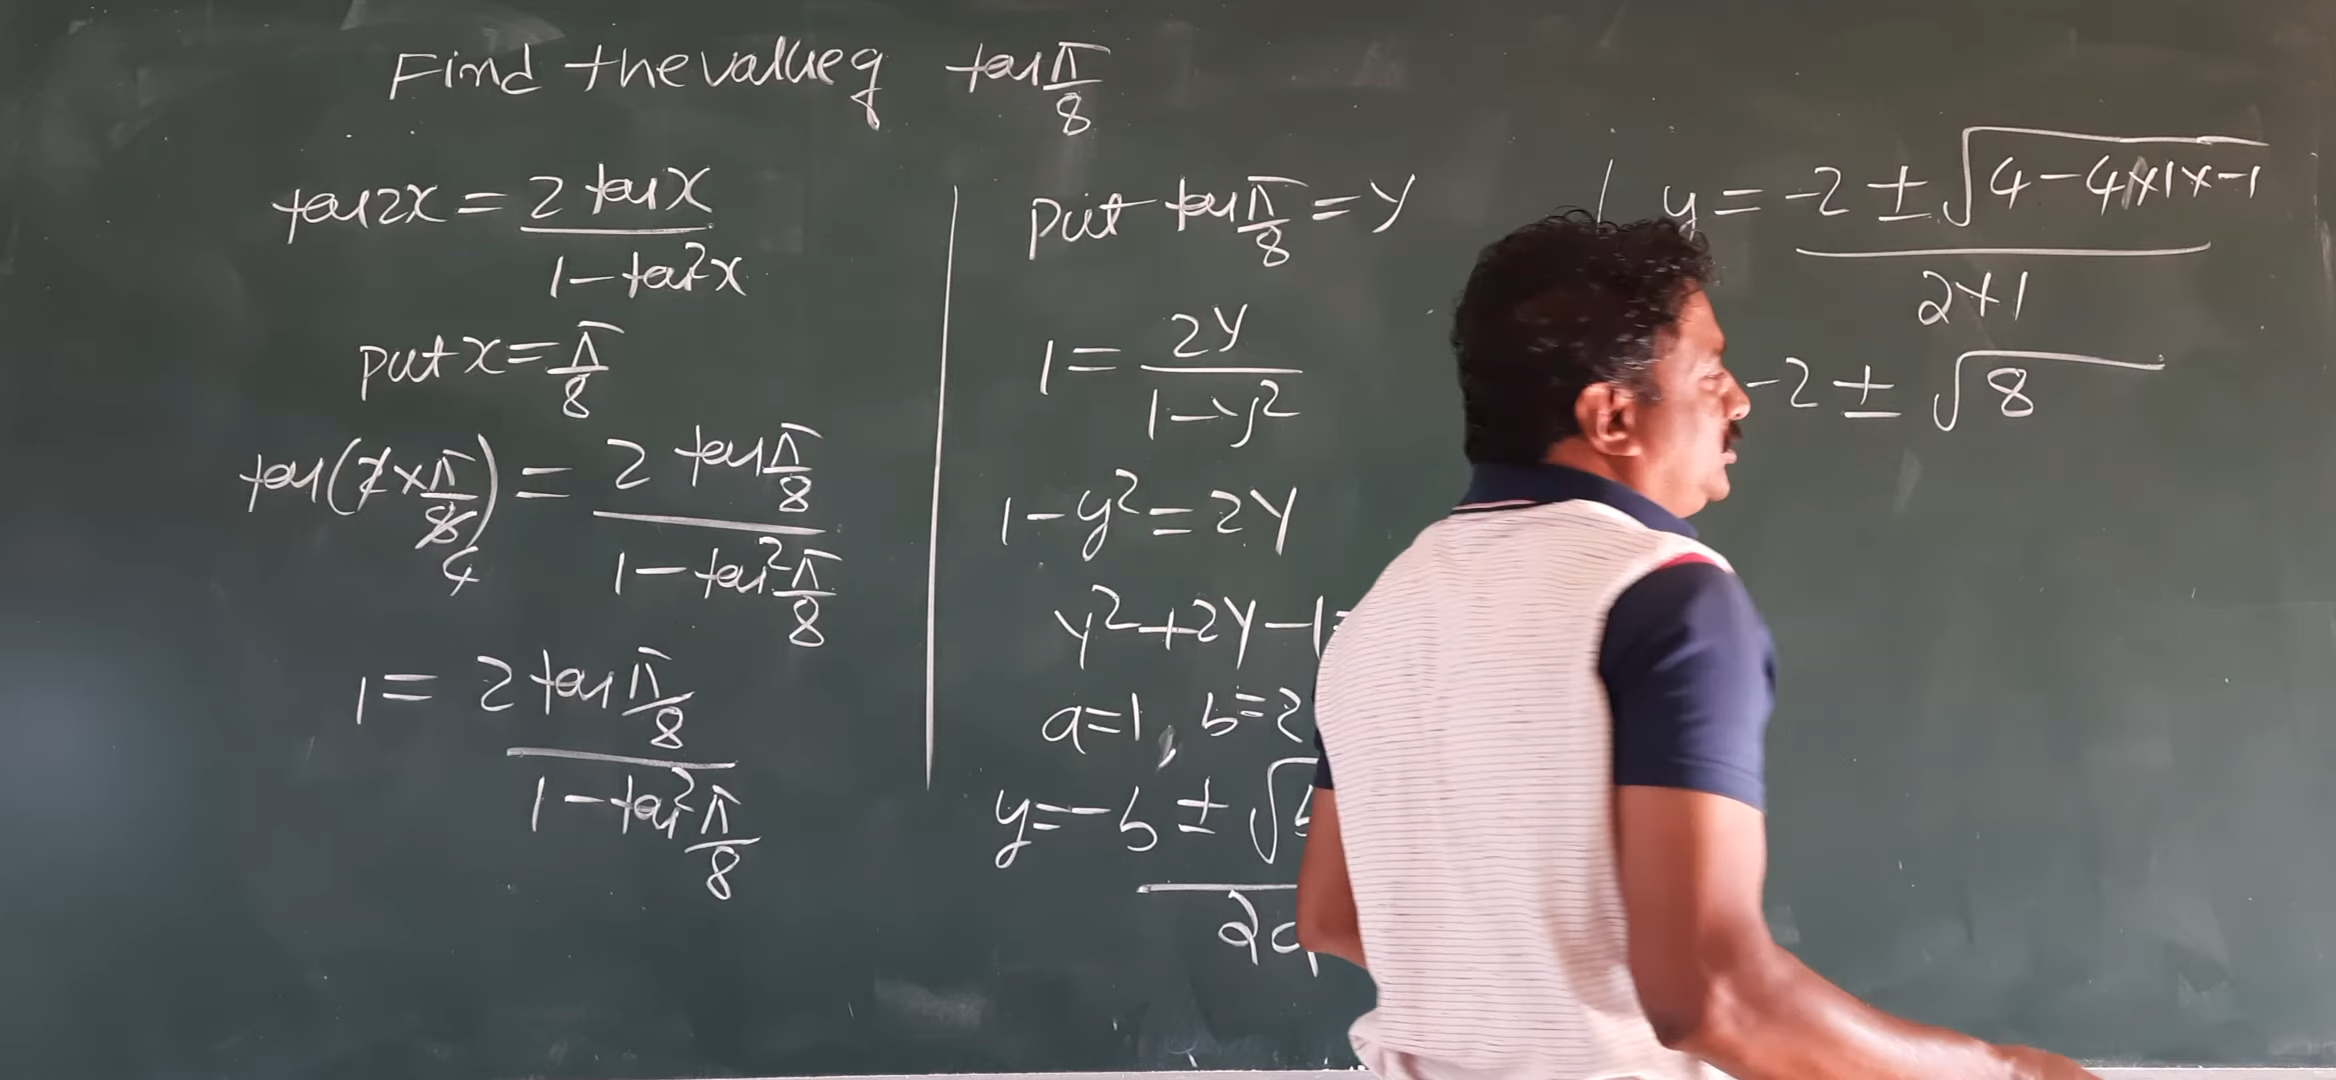 Find the value of tan π/8
tan2x = 2 tan x / 1 - tan²x
put x = π/8
tan(2 × π/8) = 2 tan π/8 / 1 - tan² π/8
4
1 = 2 tan π/8 / 1 - tan² π/8
put tan π/8 = y
1 = 2y / 1 - y²
1 - y² = 2y
y² + 2y - 1 =
a = 1, b = 2
y = -b ± √b / 2a
y = -2 ± √4 - 4×1×-1 / 2×1
-2 ± √8